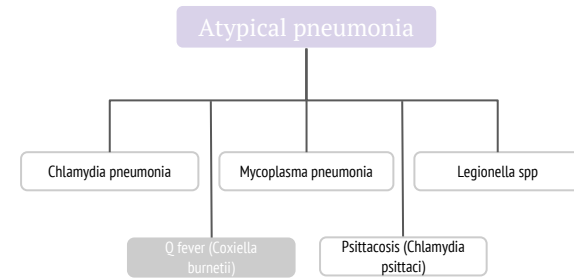 Atypical pneumonia
Chlamydia pneumonia
Mycoplasma pneumonia
Legionella spp
Q fever (Coxiella
burnetii)
Psittacosis (Chlamydia
psittaci)